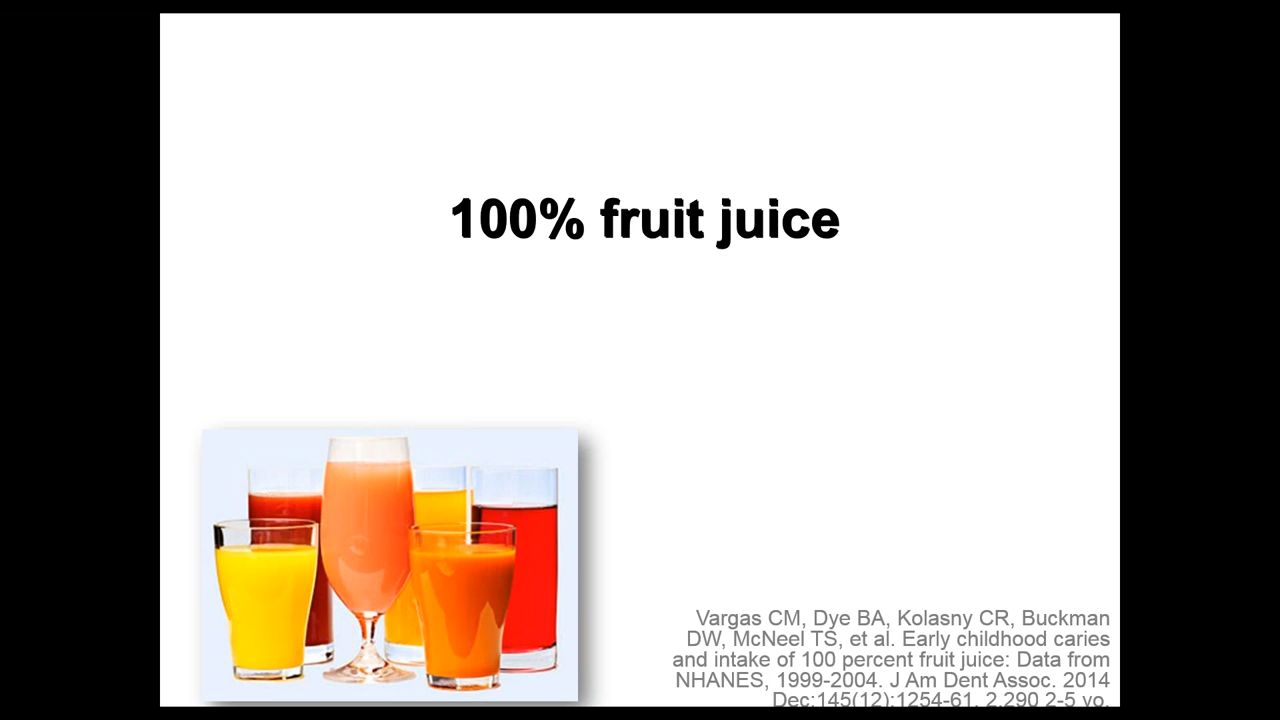 100% fruit juice
Vargas CM, Dye BA, Kolasny CR, Buckman
DW, McNeel TS, et al. Early childhood caries
and intake of 100 percent fruit juice: Data from
NHANES, 1999-2004. J Am Dent Assoc. 2014
Dec;145(12):1254-61. 2,290 2-5 yo.